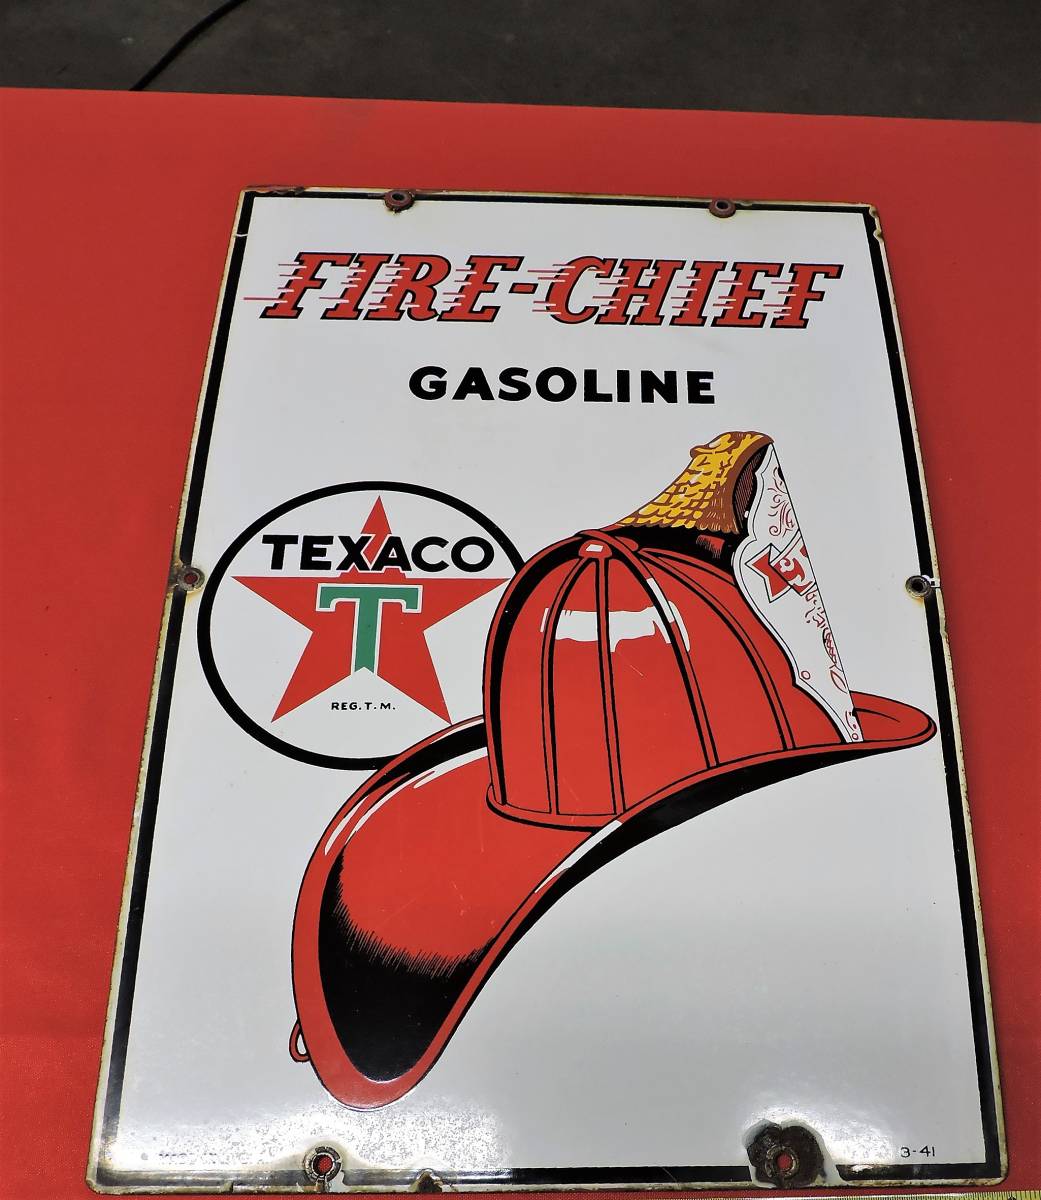 FIRE-CHIEF
GASOLINE
TEXACO
T
REG. T. M.
T
3-41